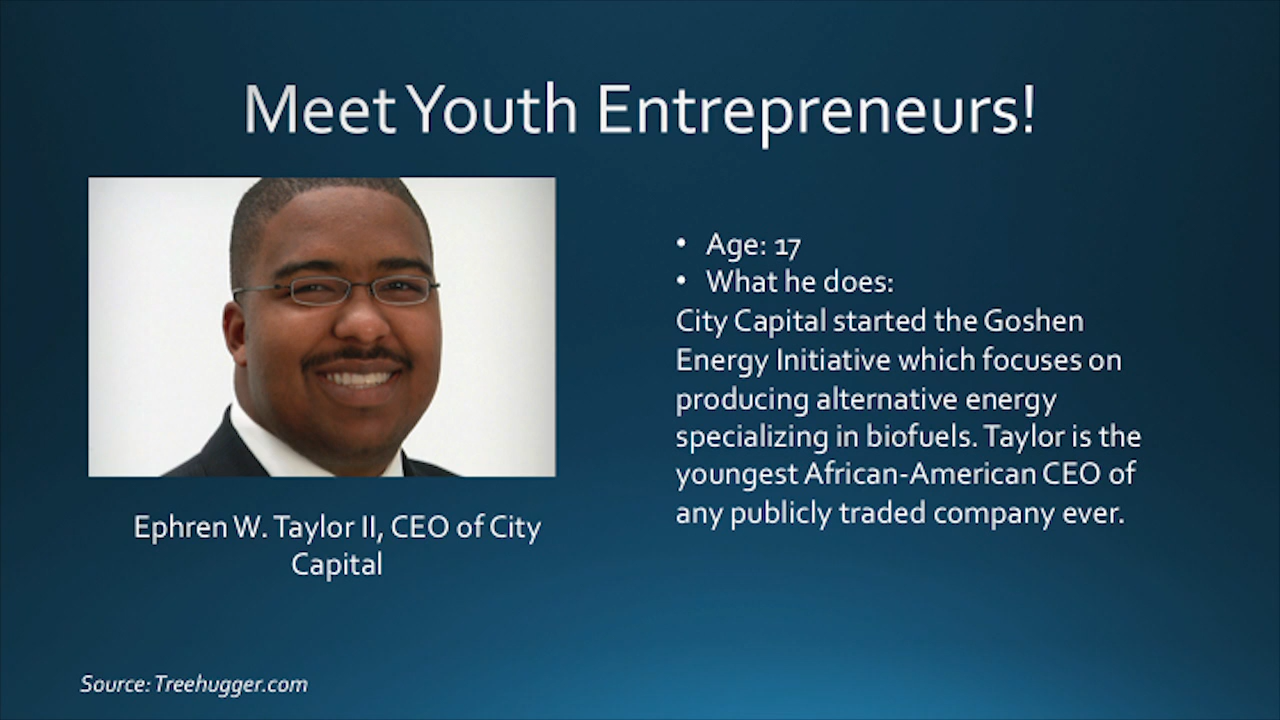 Meet Youth Entrepreneurs!
• Age: 17
• What he does:
City Capital started the Goshen
Energy Initiative which focuses on
producing alternative energy
specializing in biofuels. Taylor is the
youngest African-American CEO of
any publicly traded company ever.
Ephren W. Taylor II, CEO of City
Capital
Source: Treehugger.com